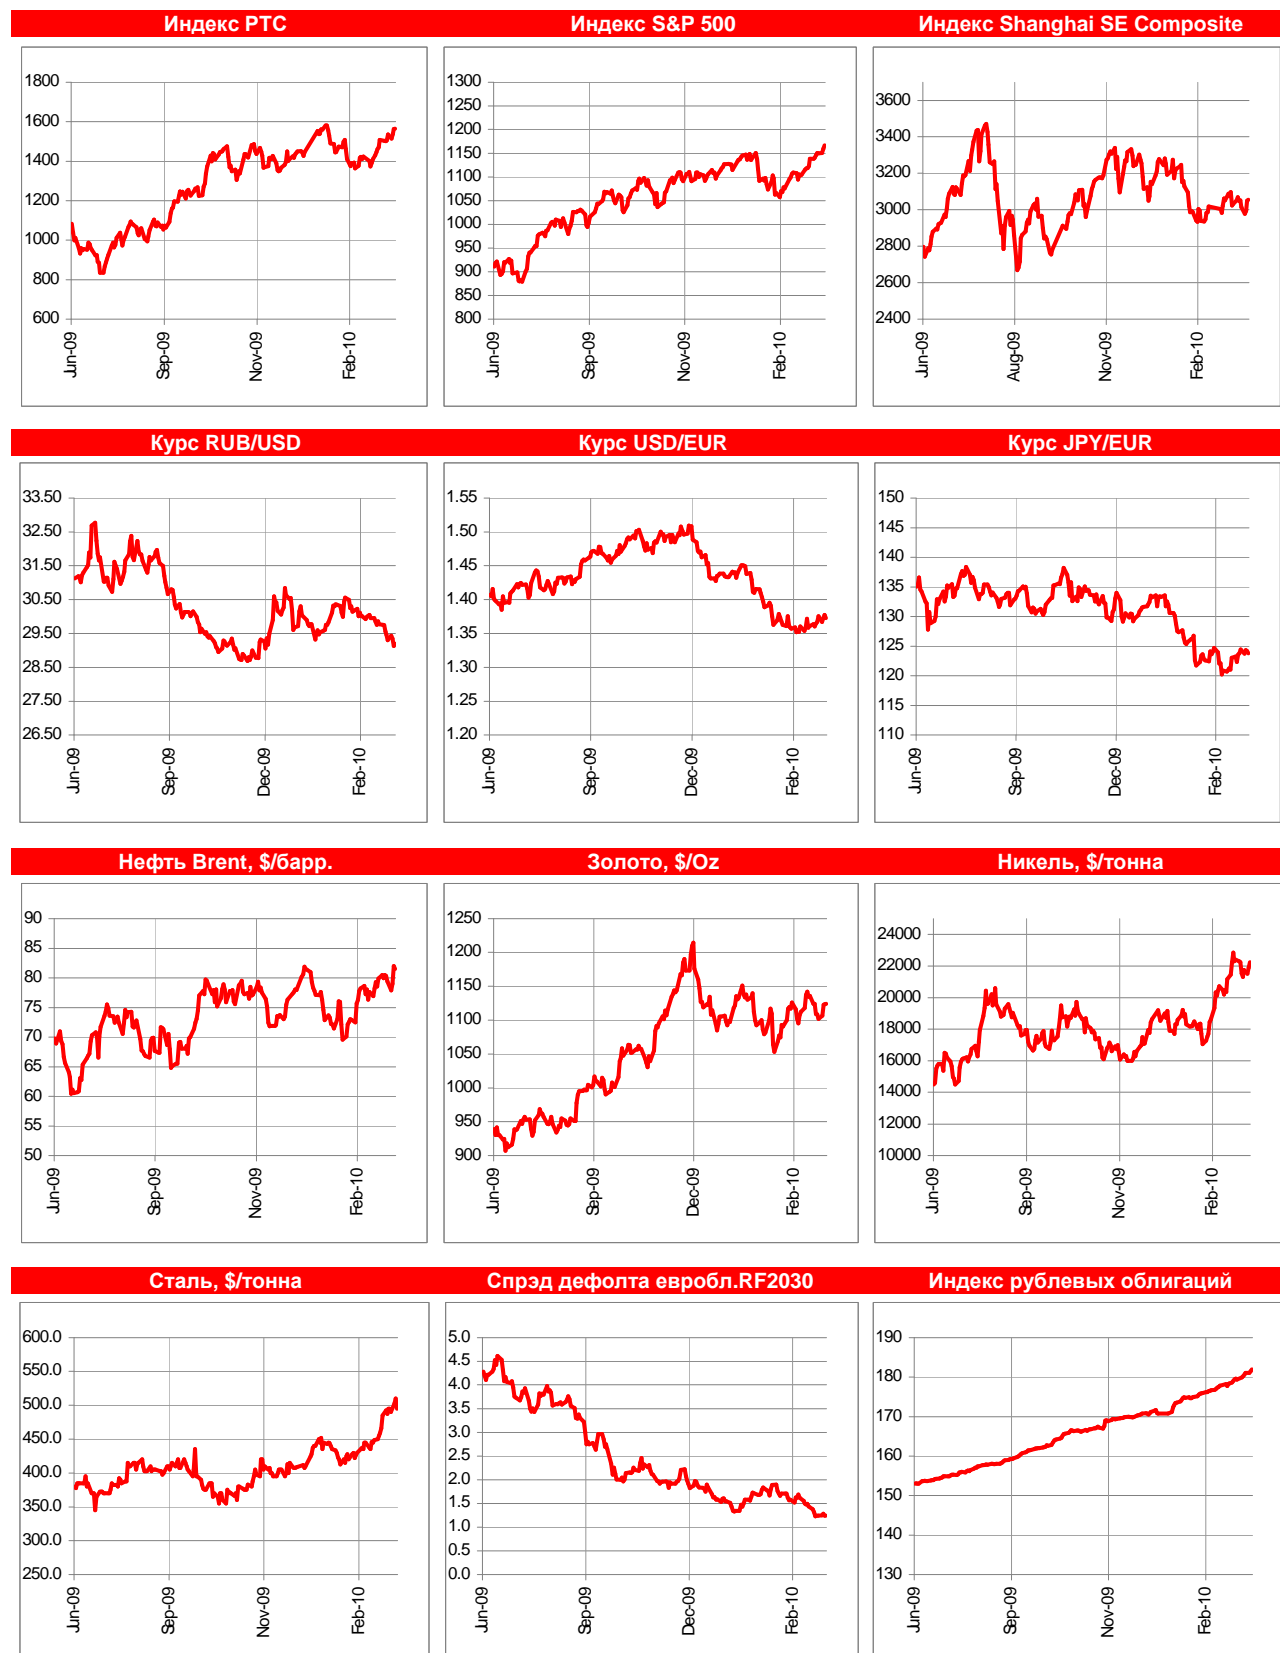 Индекс РТС
1800
1600
1400
1200
1000
800
600
Jun-09
Sep-09
Nov-09
Feb-10
Индекс S&P 500
1300
1250
1200
1150
1100
1050
1000
950
900
850
800
Jun-09
Sep-09
Nov-09
Feb-10
Индекс Shanghai SE Composite
3600
3400
3200
3000
2800
2600
2400
Jun-09
Aug-09
Nov-09
Feb-10
Курс RUB/USD
33.50
32.50
31.50
30.50
29.50
28.50
27.50
26.50
Jun-09
Sep-09
Dec-09
Feb-10
Курс USD/EUR
1.55
1.50
1.45
1.40
1.35
1.30
1.25
1.20
Jun-09
Sep-09
Dec-09
Feb-10
Курс JPY/EUR
150
145
140
135
130
125
120
115
110
Jun-09
Sep-09
Dec-09
Feb-10
Нефть Brent, $/барр.
90
85
80
75
70
65
60
55
50
Jun-09
Sep-09
Nov-09
Feb-10
Золото, $/Oz
1250
1200
1150
1100
1050
1000
950
900
Jun-09
Sep-09
Dec-09
Feb-10
Никель, $/тонна
24000
22000
20000
18000
16000
14000
12000
10000
Jun-09
Sep-09
Nov-09
Feb-10
Сталь, $/тонна
600.0
550.0
500.0
450.0
400.0
350.0
300.0
250.0
Jun-09
Sep-09
Nov-09
Feb-10
Спрэд дефолта евробл.RF2030
5.0
4.5
4.0
3.5
3.0
2.5
2.0
1.5
1.0
0.5
0.0
Jun-09
Sep-09
Dec-09
Feb-10
Индекс рублевых облигаций
190
180
170
160
150
140
130
Jun-09
Sep-09
Nov-09
Feb-10